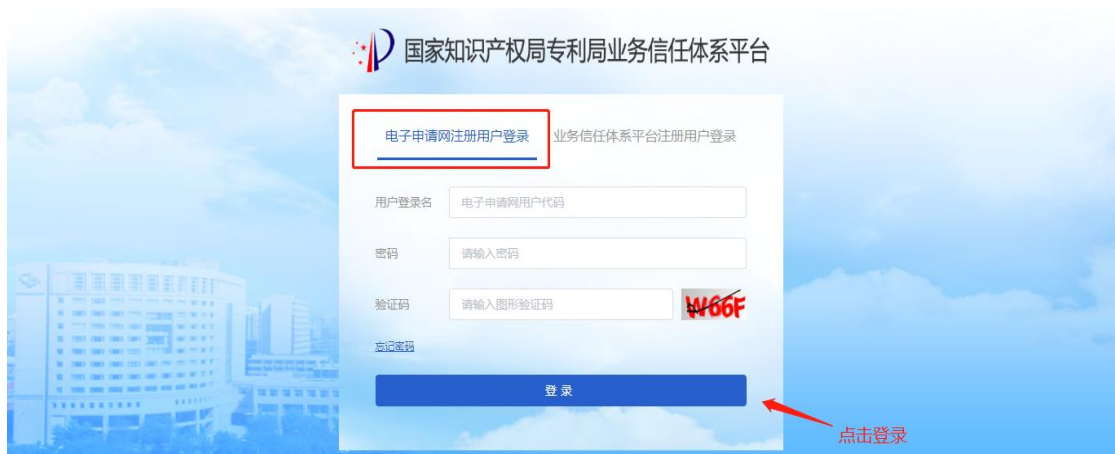 国家知识产权局专利局业务信任体系平台
电子申请网注册用户登录 业务信任体系平台注册用户登录
用户登录名 电子申请网用户代码
密码 请输入密码
验证码 请输入图形验证码 W66F
忘记密码
登录
点击登录